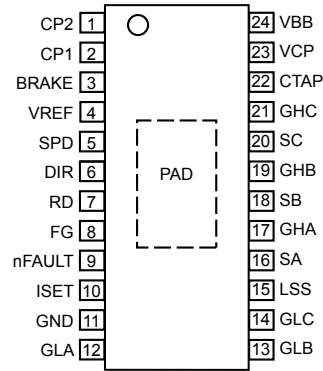 CP2 1 24 VBB
CP1 2 23 VCP
BRAKE 3 22 CTAP
VREF 4 21 GHC
SPD 5 20 SC
DIR 6 PAD 19 GHB
RD 7 18 SB
FG 8 17 GHA
nFAULT 9 16 SA
ISET 10 15 LSS
GND 11 14 GLC
GLA 12 13 GLB